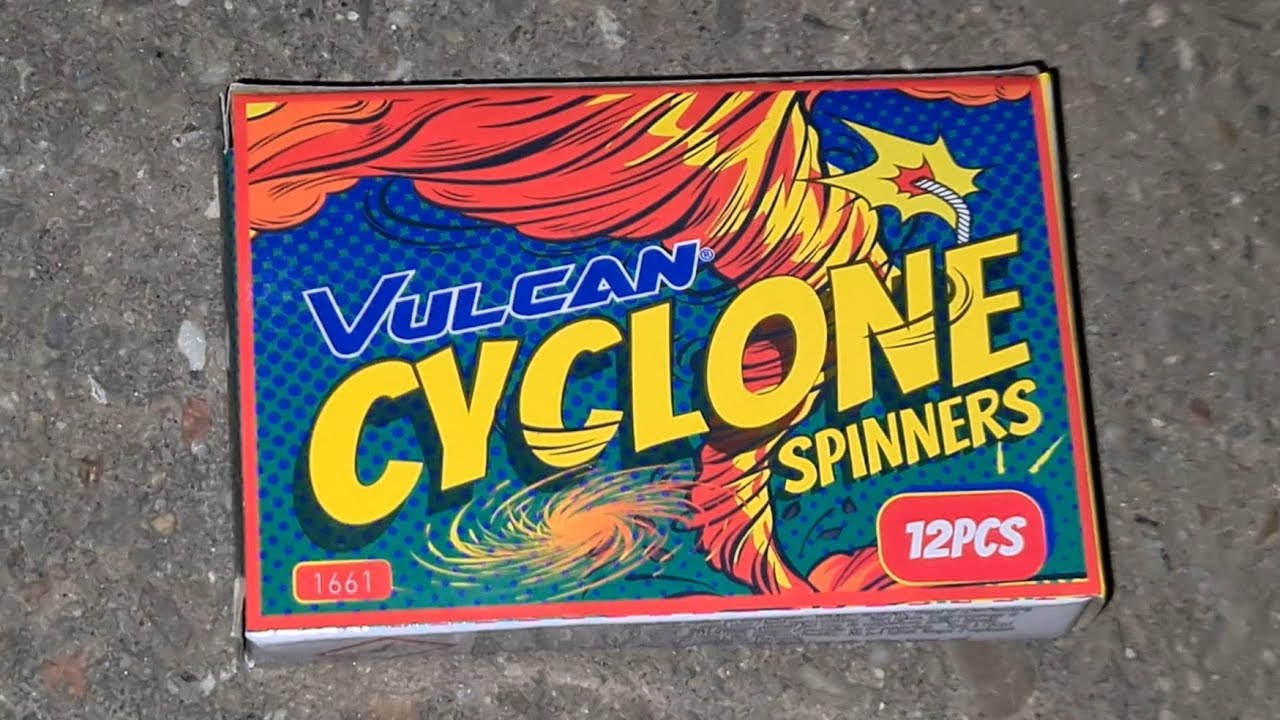 VULCAN®
CYCLONE
SPINNERS
12PCS
1661